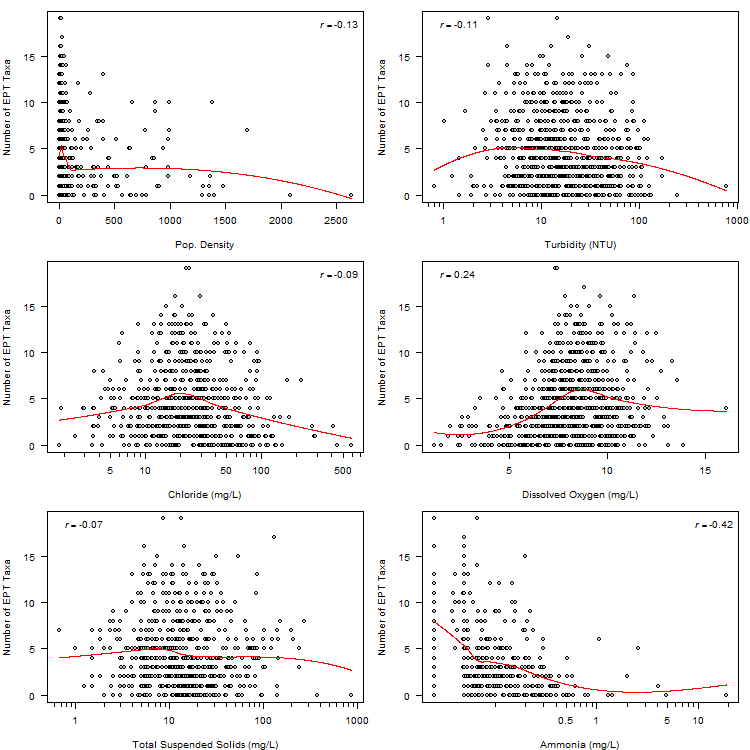 r = -0.13
Number of EPT Taxa
0 5 10 15
0 500 1000 1500 2000 2500
Pop. Density
r = -0.11
Number of EPT Taxa
0 5 10 15
1 10 100 1000
Turbidity (NTU)
r = -0.09
Number of EPT Taxa
0 5 10 15
5 10 50 100 500
Chloride (mg/L)
r = 0.24
Number of EPT Taxa
0 5 10 15
5 10 15
Dissolved Oxygen (mg/L)
r = -0.07
Number of EPT Taxa
0 5 10 15
1 10 100 1000
Total Suspended Solids (mg/L)
r = -0.42
Number of EPT Taxa
0 5 10 15
0.5 1 5 10
Ammonia (mg/L)